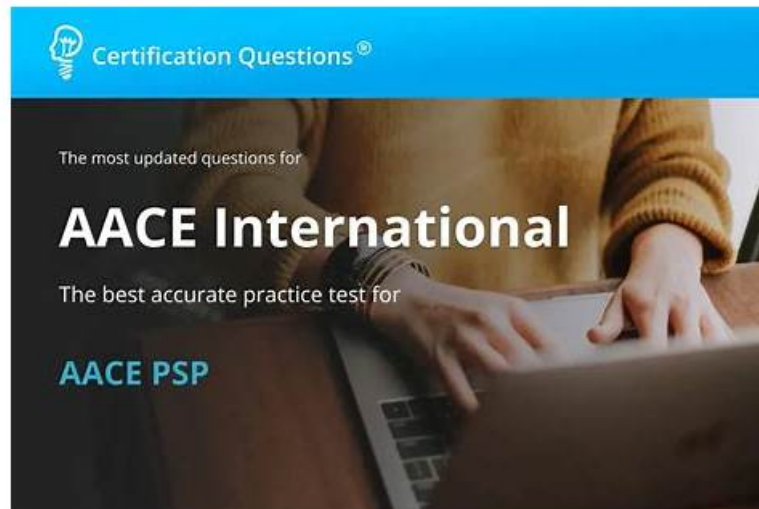 Certification Questions®
The most updated questions for
AACE International
The best accurate practice test for
AACE PSP